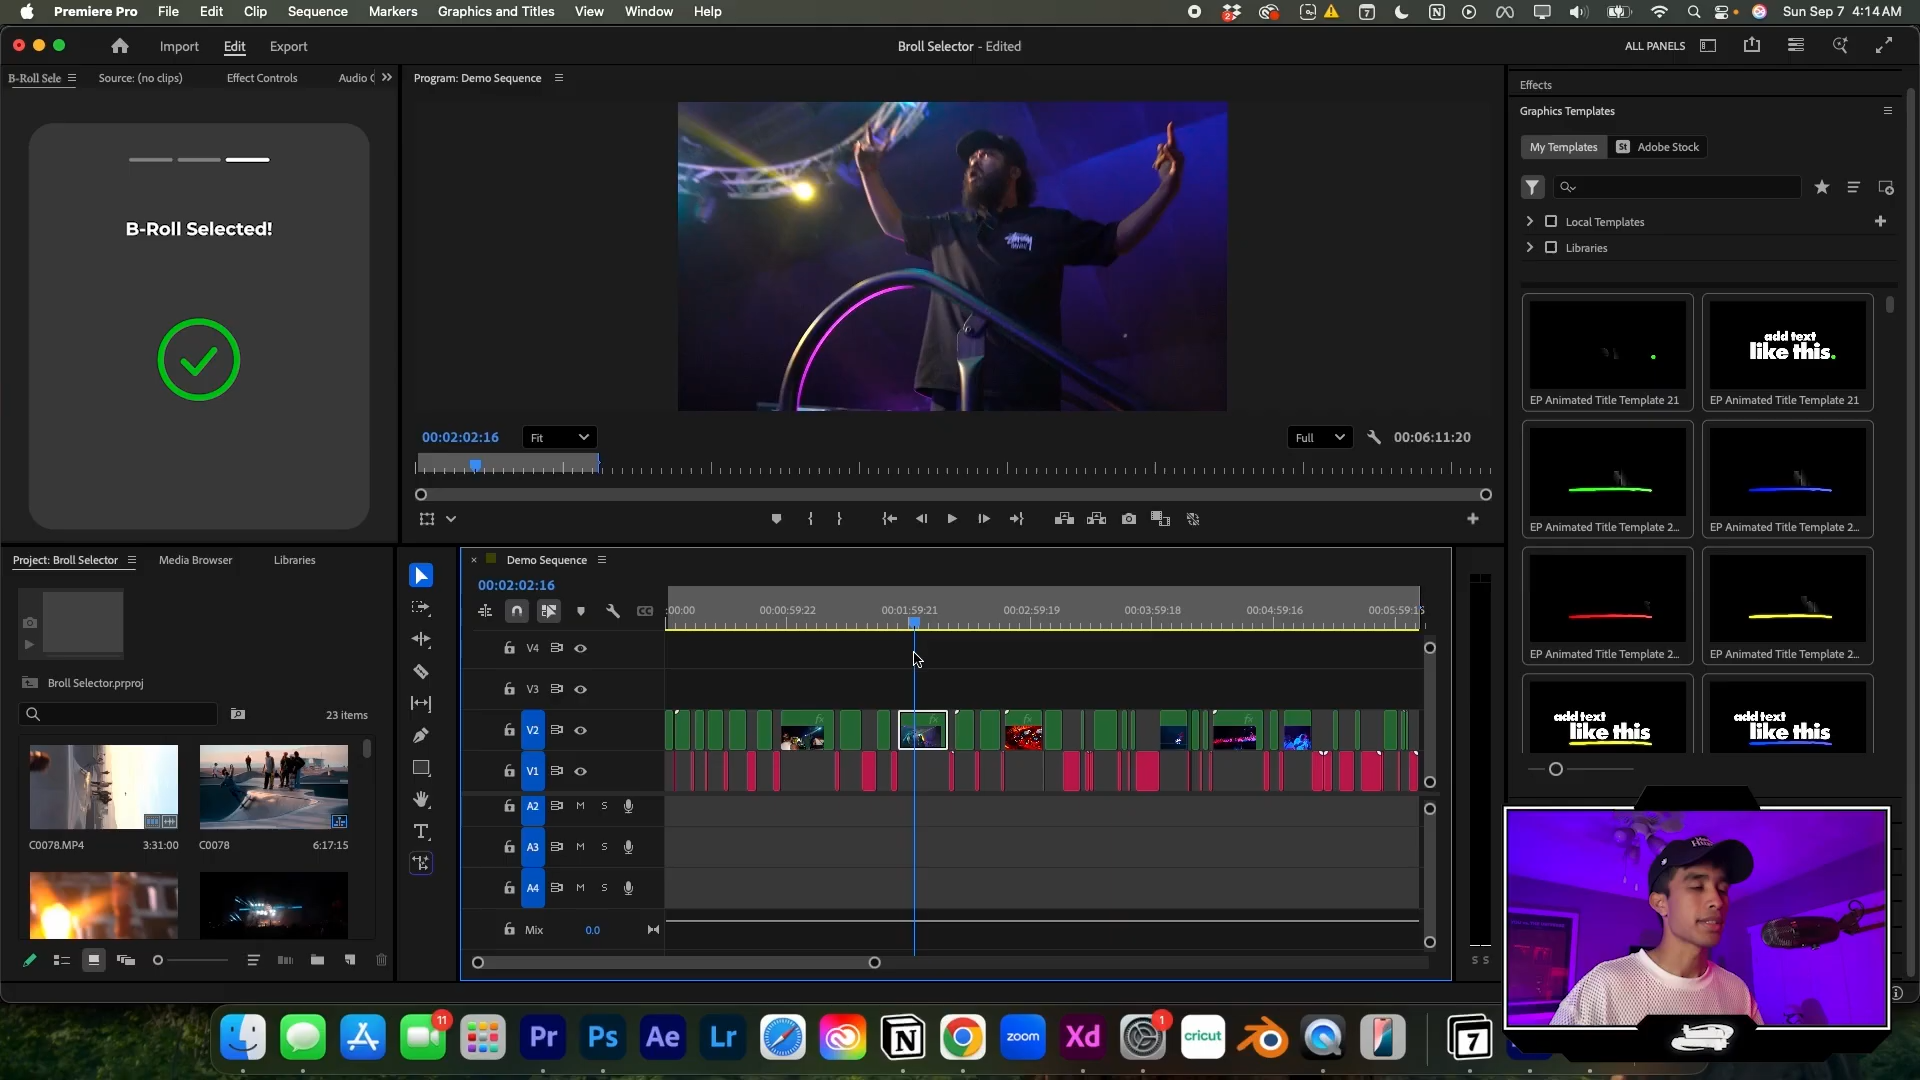 Premiere Pro File Edit Clip Sequence Markers Graphics and Titles View Window Help
Sun Sep 7 4:14 AM
Import Edit Export
Broll Selector - Edited
ALL PANELS
B-Roll Sele Source: (no clips) Effect Controls Audio C
Program: Demo Sequence
B-Roll Selected!
00:02:02:16
Fit
Full
00:06:11:20
Effects
Graphics Templates
My Templates
St Adobe Stock
Local Templates
Libraries
add text
like this.
EP Animated Title Template 21
EP Animated Title Template 21
EP Animated Title Template 2...
EP Animated Title Template 2...
EP Animated Title Template 2...
EP Animated Title Template 2...
add text
like this.
add text
like this.
Project: Broll Selector Media Browser Libraries
Broll Selector.prproj
23 items
C0078.MP4 3:31:00
C0078 6:17:15
Demo Sequence
00:02:02:16
:00:00 00:00:59:22 00:01:59:21 00:02:59:19 00:03:59:18 00:04:59:16 00:05:59:15
V4
V3
V2
V1
A2 M S
A3 M S
A4 M S
Mix 0.0
S S
11
2
7
1
Pr Ps Ae Lr zoom Xd cricut 7